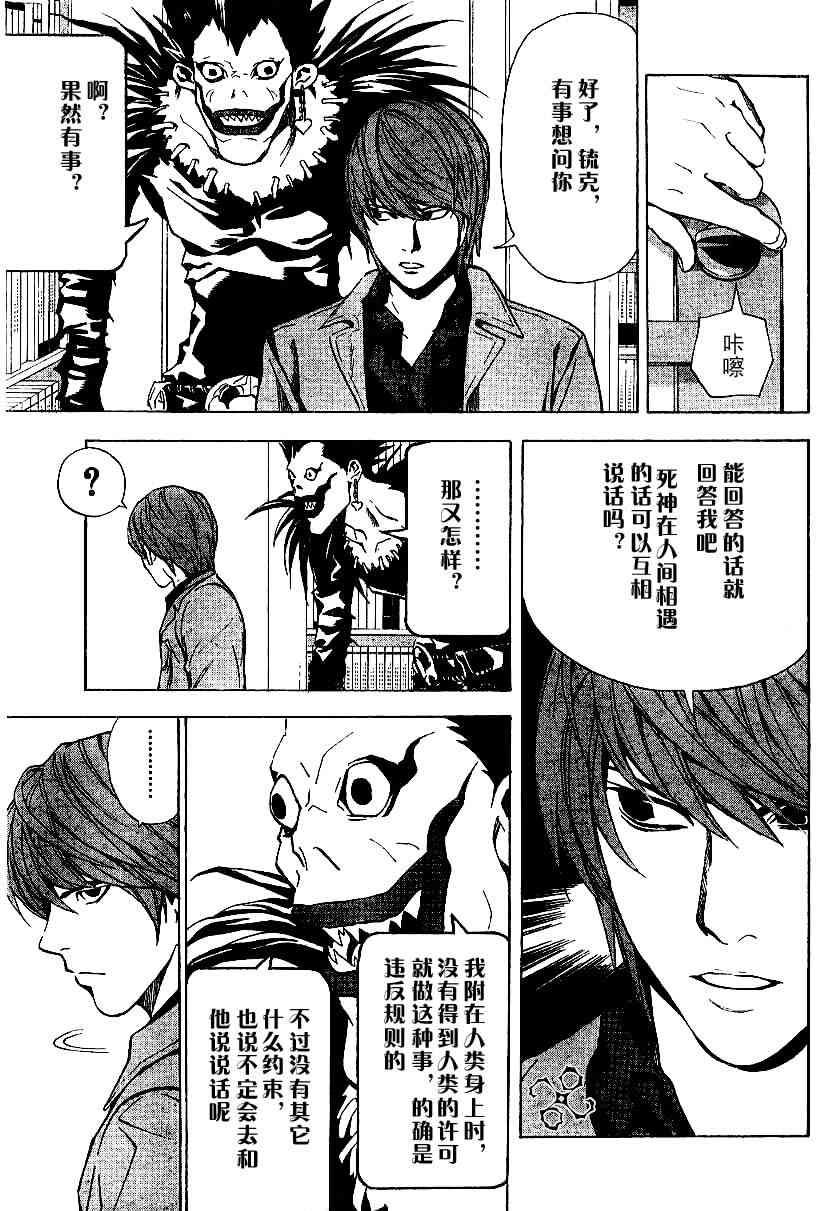 咔嚓
好了，锍克，
有事想问你
啊？
果然有事？
能回答的话就
回答我吧
死神在人间相遇
的话可以互相
说话吗？
…………
那又怎样？
？
我附在人类身上时，
没有得到人类的许可
就做这种事，的确是
违反规则的
不过没有其它
什么约束，
也说不定会去和
他说说话呢
……